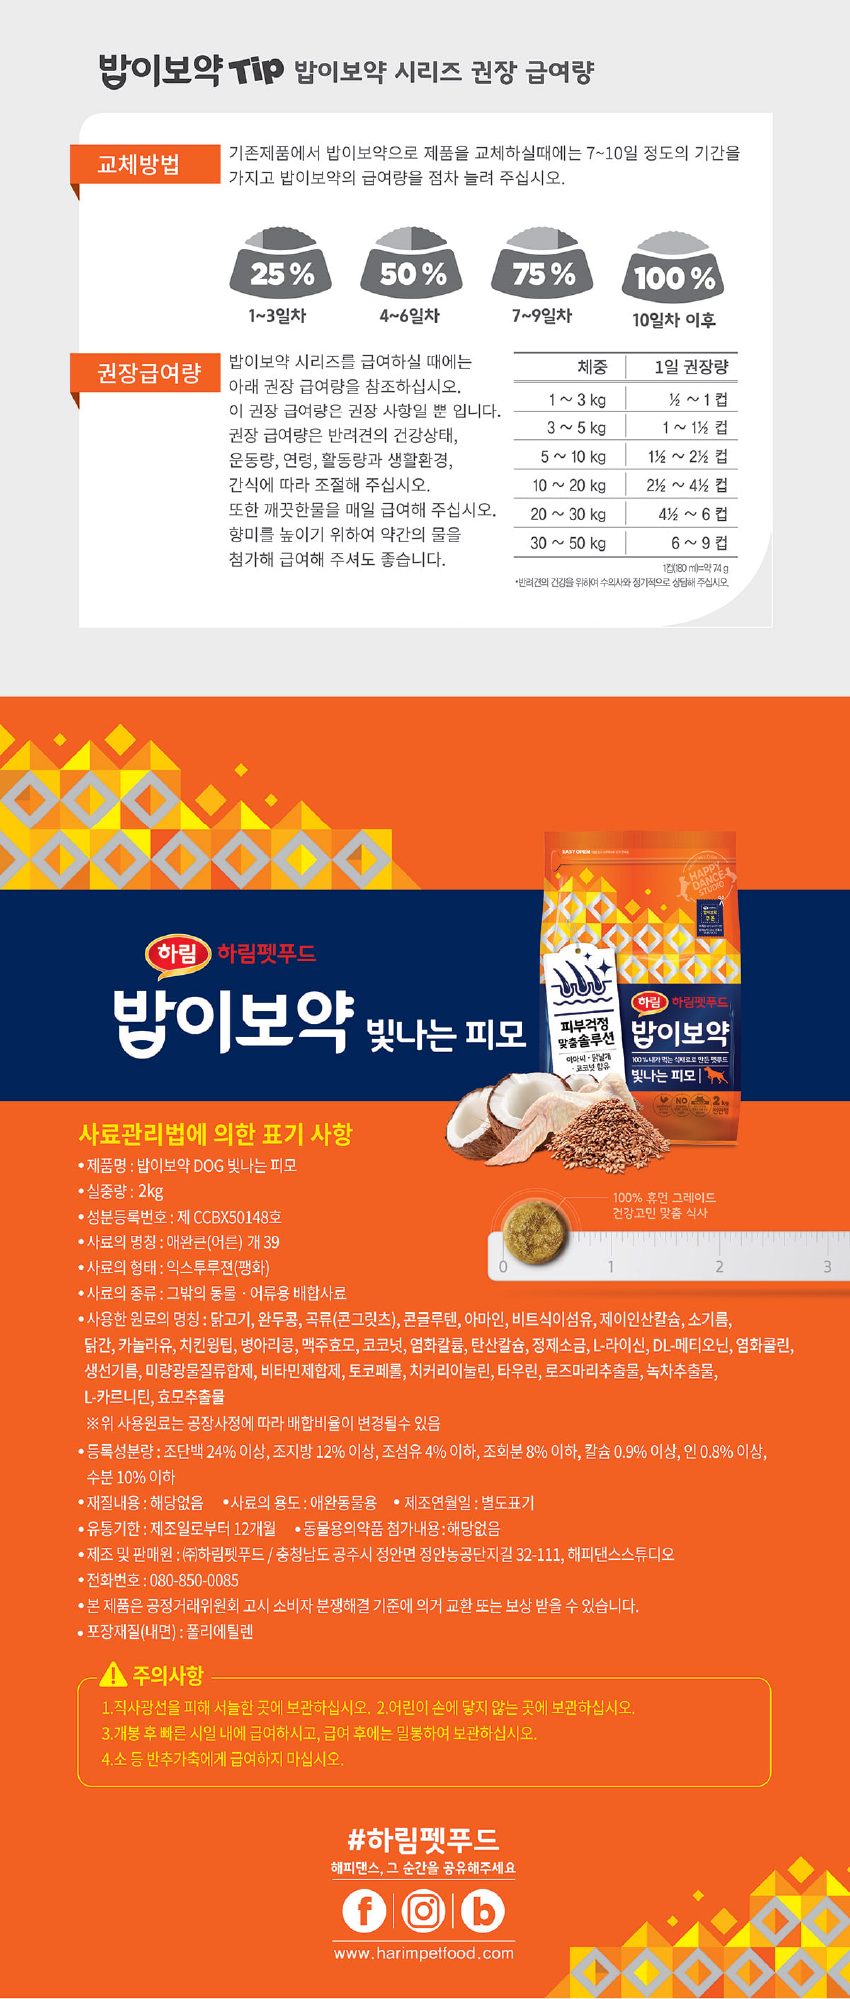 밥이보약 Tip 밥이보약 시리즈 권장 급여량
교체방법
기존제품에서 밥이보약으로 제품을 교체하실때에는 7~10일 정도의 기간을
가지고 밥이보약의 급여량을 점차 늘려 주십시오.
25 % 50 % 75 % 100 %
1~3일차 4~6일차 7~9일차 10일차 이후
권장급여량
밥이보약 시리즈를 급여하실 때에는
아래 권장 급여량을 참조하십시오.
이 권장 급여량은 권장 사항일 뿐 입니다.
권장 급여량은 반려견의 건강상태,
운동량, 연령, 활동량과 생활환경,
간식에 따라 조절해 주십시오.
또한 깨끗한물을 매일 급여해 주십시오.
향미를 높이기 위하여 약간의 물을
첨가해 급여해 주셔도 좋습니다.
체중 1일 권장량
1 ~ 3 kg ½ ~ 1 컵
3 ~ 5 kg 1 ~ 1½ 컵
5 ~ 10 kg 1½ ~ 2½ 컵
10 ~ 20 kg 2½ ~ 4½ 컵
20 ~ 30 kg 4½ ~ 6 컵
30 ~ 50 kg 6 ~ 9 컵
1컵(180 ml)=약 74 g
*반려견의 건강을 위하여 수의사와 정기적으로 상담해 주십시오.
하림 하림펫푸드
밥이보약 빛나는 피모
EASY OPEN
HAPPY
DANCE
STUDIO
밥이보약
쿠폰
피부걱정
맞춤솔루션
아마씨 · 닭날개
· 코코넛 함유
하림 하림펫푸드
밥이보약
100% 내가 먹는 식재료로 만든 펫푸드
빛나는 피모
NO
2 kg
사료관리법에 의한 표기 사항
• 제품명 : 밥이보약 DOG 빛나는 피모
• 실중량 : 2kg
• 성분등록번호 : 제 CCBX50148호
• 사료의 명칭 : 애완큰(어른) 개 39
• 사료의 형태 : 익스투루젼(팽화)
• 사료의 종류 : 그밖의 동물 · 어류용 배합사료
100% 휴먼 그레이드
건강고민 맞춤 식사
0 1 2 3
• 사용한 원료의 명칭 : 닭고기, 완두콩, 곡류(콘그릿츠), 콘글루텐, 아마인, 비트식이섬유, 제이인산칼슘, 소기름,
닭간, 카놀라유, 치킨윙팁, 병아리콩, 맥주효모, 코코넛, 염화칼륨, 탄산칼슘, 정제소금, L-라이신, DL-메티오닌, 염화콜린,
생선기름, 미량광물질류합제, 비타민제합제, 토코페롤, 치커리이눌린, 타우린, 로즈마리추출물, 녹차추출물,
L-카르니틴, 효모추출물
※위 사용원료는 공장사정에 따라 배합비율이 변경될수 있음
• 등록성분량 : 조단백 24% 이상, 조지방 12% 이상, 조섬유 4% 이하, 조회분 8% 이하, 칼슘 0.9% 이상, 인 0.8% 이상,
수분 10% 이하
• 재질내용 : 해당없음 • 사료의 용도 : 애완동물용 • 제조연월일 : 별도표기
• 유통기한 : 제조일로부터 12개월 • 동물용의약품 첨가내용 : 해당없음
• 제조 및 판매원 : ㈜하림펫푸드 / 충청남도 공주시 정안면 정안농공단지길 32-111, 해피댄스스튜디오
• 전화번호 : 080-850-0085
• 본 제품은 공정거래위원회 고시 소비자 분쟁해결 기준에 의거 교환 또는 보상 받을 수 있습니다.
• 포장재질(내면) : 폴리에틸렌
주의사항
1.직사광선을 피해 서늘한 곳에 보관하십시오. 2.어린이 손에 닿지 않는 곳에 보관하십시오.
3.개봉 후 빠른 시일 내에 급여하시고, 급여 후에는 밀봉하여 보관하십시오.
4.소 등 반추가축에게 급여하지 마십시오.
#하림펫푸드
해피댄스, 그 순간을 공유해주세요
f b
www.harimpetfood.com